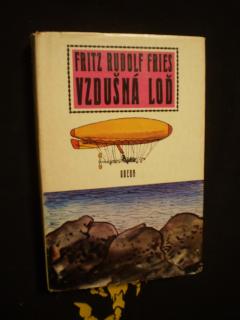 FRITZ RUDOLF FRIES
VZDUŠNÁ LOĎ
ODEON